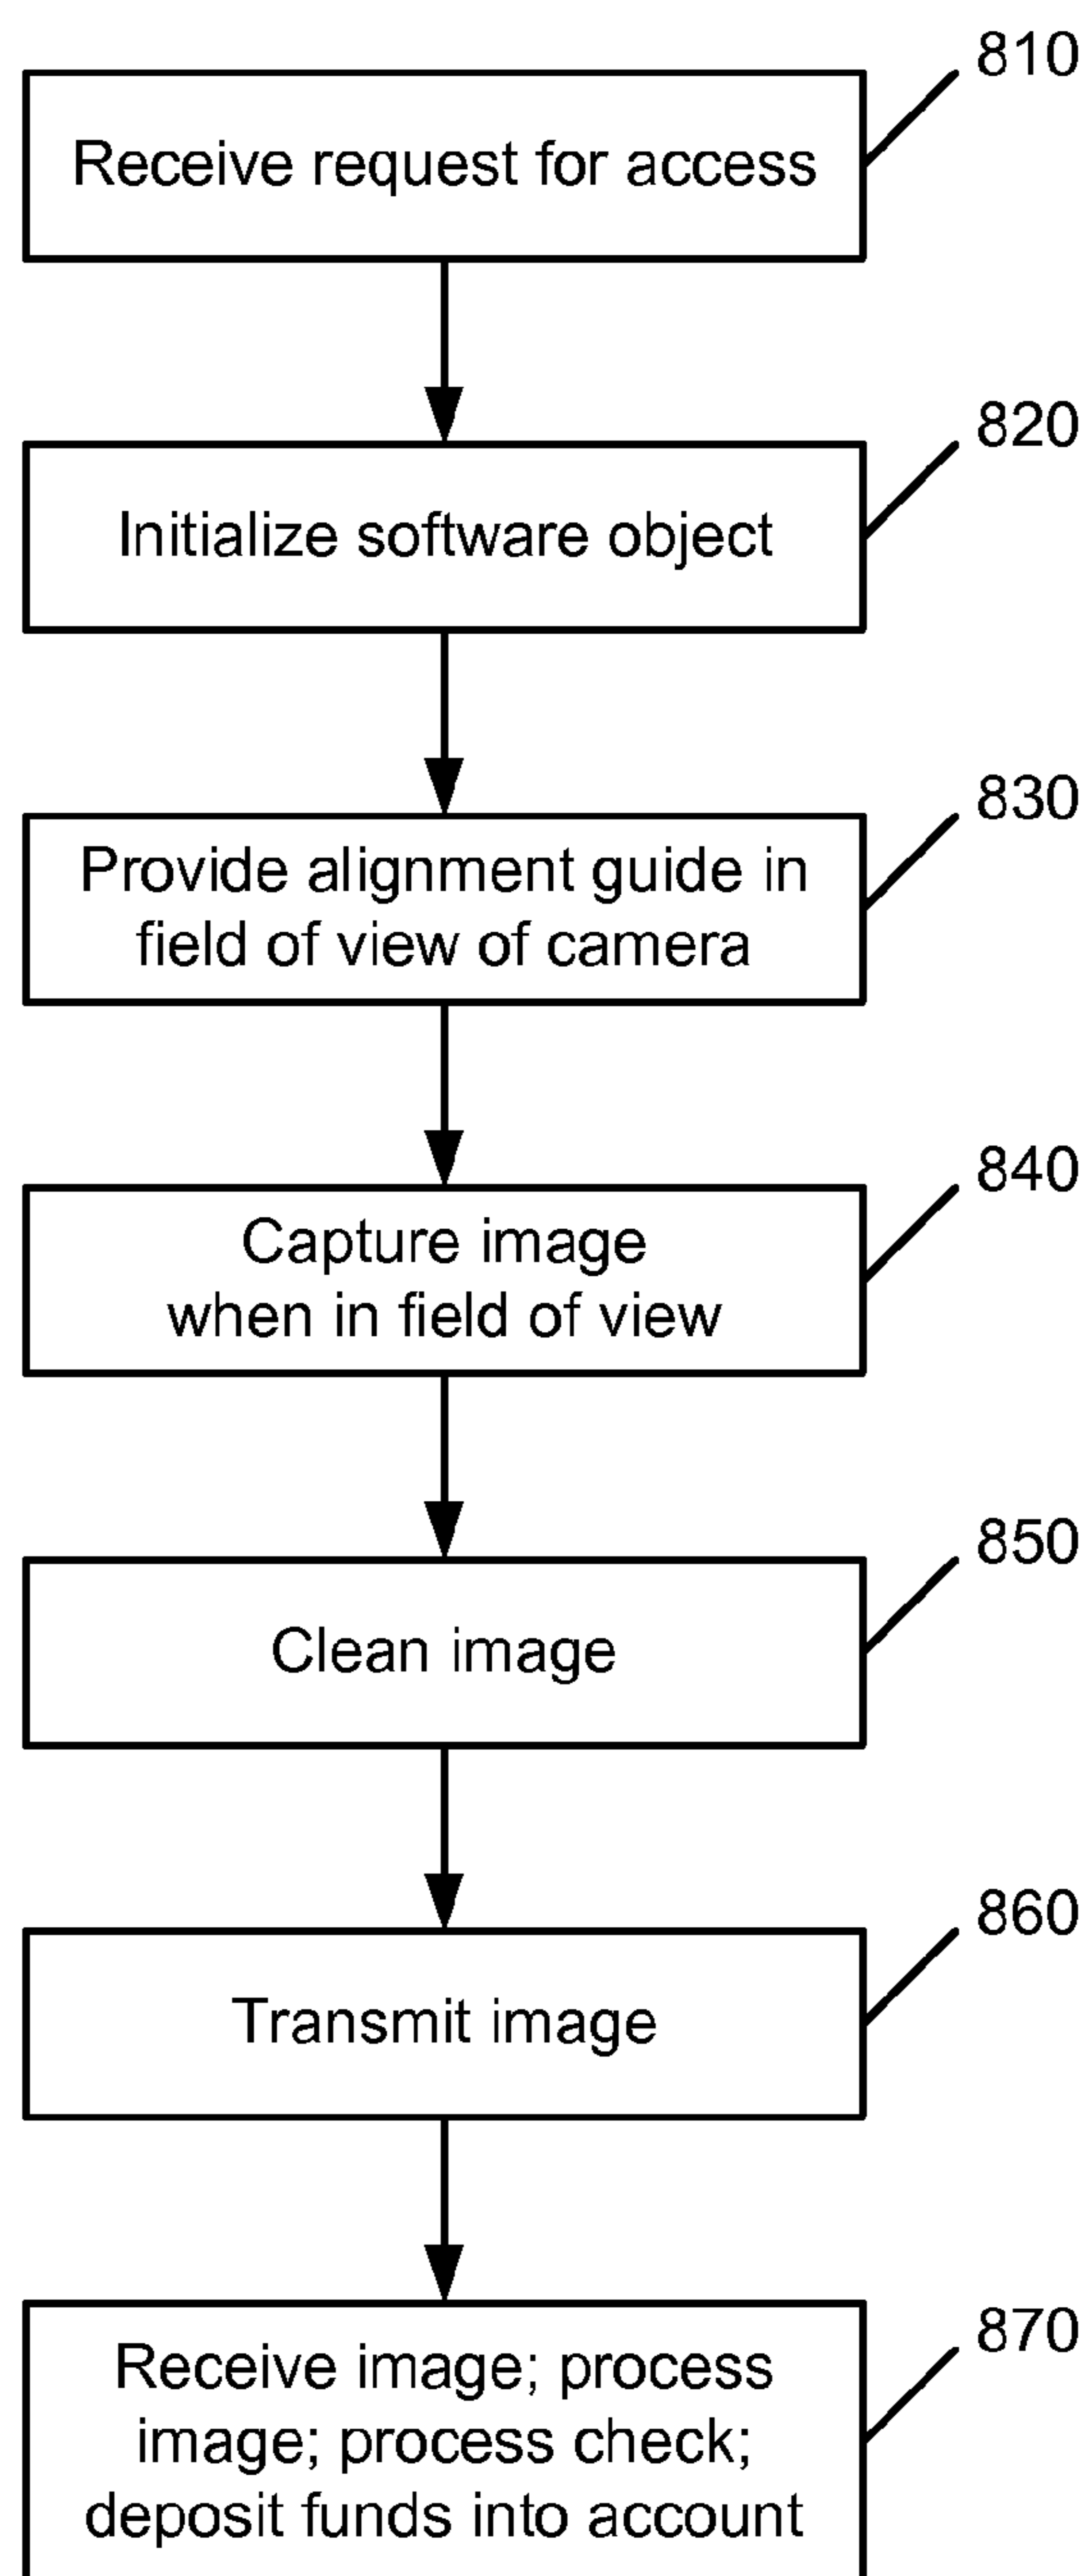 810
Receive request for access
820
Initialize software object
830
Provide alignment guide in
field of view of camera
840
Capture image
when in field of view
850
Clean image
860
Transmit image
870
Receive image; process
image; process check;
deposit funds into account